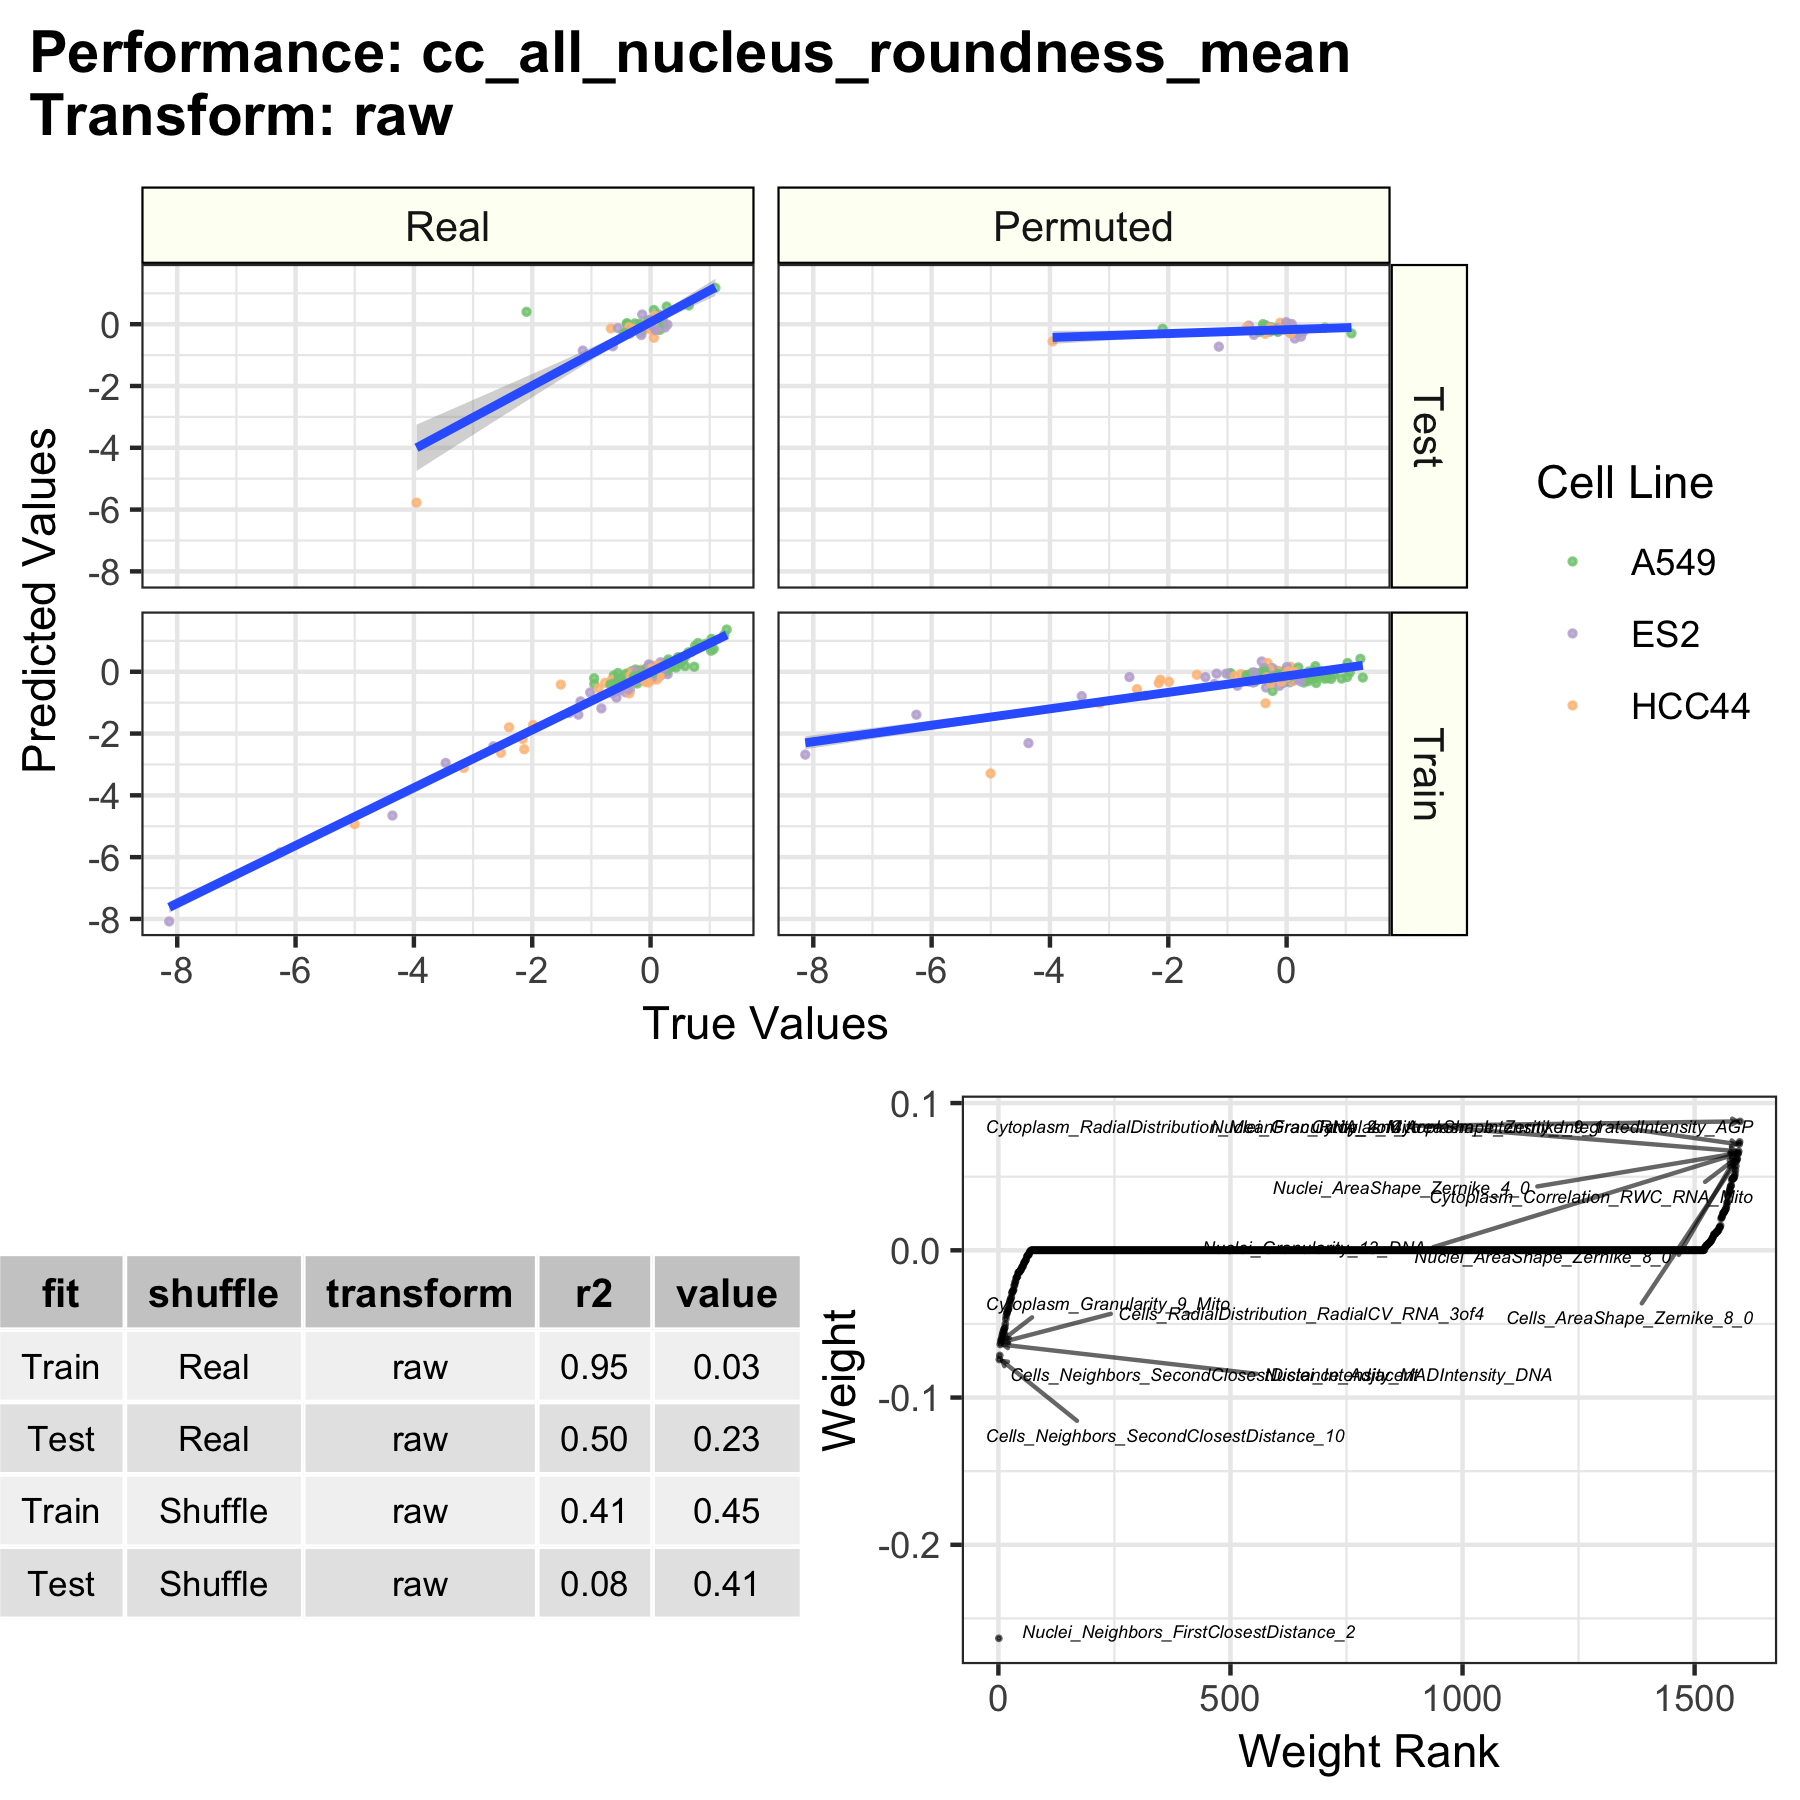 Performance: cc_all_nucleus_roundness_mean
Transform: raw
Real
Permuted
Test
Train
Predicted Values
0
-2
-4
-6
-8
0
-2
-4
-6
-8
-8
-6
-4
-2
0
-8
-6
-4
-2
0
True Values
Cell Line
A549
ES2
HCC44
fit shuffle transform r2 value
Train Real raw 0.95 0.03
Test Real raw 0.50 0.23
Train Shuffle raw 0.41 0.45
Test Shuffle raw 0.08 0.41
Weight
0.1
0.0
-0.1
-0.2
Nuclei_AreaShape_Zernike_4_0
Cytoplasm_Correlation_RWC_RNA_Mito
Nuclei_Granularity_13_DNA
Nuclei_AreaShape_Zernike_8_0
Cytoplasm_Granularity_9_Mito
Cells_RadialDistribution_RadialCV_RNA_3of4
Cells_AreaShape_Zernike_8_0
Cells_Neighbors_SecondClosestDistance_Adjacent
Nuclei_Intensity_MADIntensity_DNA
Cells_Neighbors_SecondClosestDistance_10
Nuclei_Neighbors_FirstClosestDistance_2
0
500
1000
1500
Weight Rank